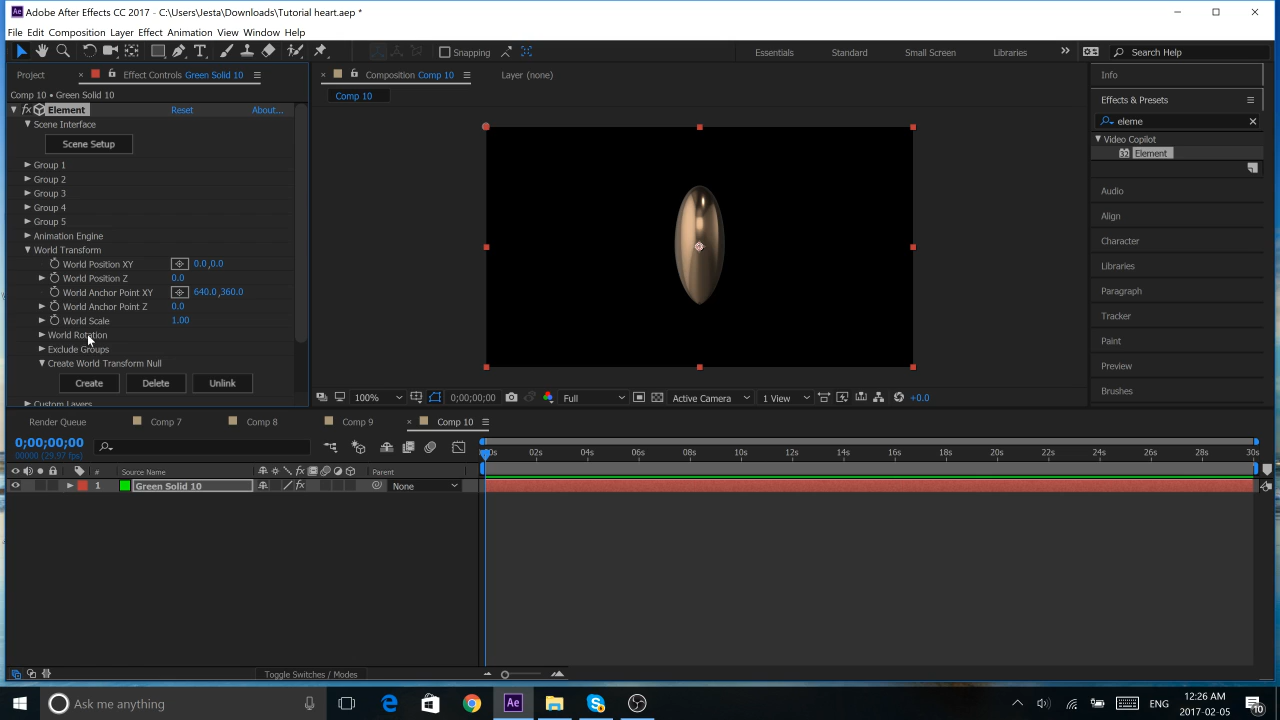 Ae Adobe After Effects CC 2017 - C:\Users\Jesta\Downloads\Tutorial heart.aep *
File Edit Composition Layer Effect Animation View Window Help
Snapping Essentials Standard Small Screen Libraries Search Help
Project Effect Controls Green Solid 10
Composition Comp 10
Layer (none)
Info
Comp 10 • Green Solid 10
Comp 10
Effects & Presets
fx Element Reset About...
eleme
Scene Interface
Video Copilot
Scene Setup
32 Element
Group 1
Group 2
Group 3
Group 4
Group 5
Animation Engine
World Transform
World Position XY 0.0,0.0
World Position Z 0.0
World Anchor Point XY 640.0,360.0
World Anchor Point Z 0.0
World Scale 1.00
World Rotation
Exclude Groups
Create World Transform Null
Create Delete Unlink
Custom Layers
Audio
Align
Character
Libraries
Paragraph
Tracker
Paint
Preview
Brushes
100% 0;00;00;00 Full Active Camera 1 View +0.0
Render Queue Comp 7 Comp 8 Comp 9 Comp 10
0;00;00;00
00000 (29.97 fps)
02s 04s 06s 08s 10s 12s 14s 16s 18s 20s 22s 24s 26s 28s 30s
# Source Name fx Parent
1 Green Solid 10 fx None
Toggle Switches / Modes
Ask me anything
Ae
ENG
12:26 AM
2017-02-05
10